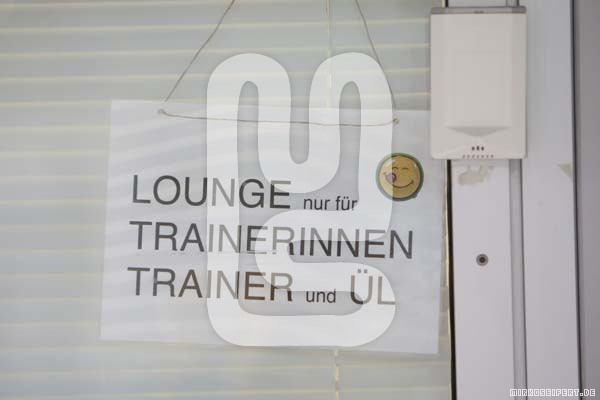 LOUNGE nur für
TRAINERINNEN
TRAINER und ÜL
MIRKOSEIFERT.DE